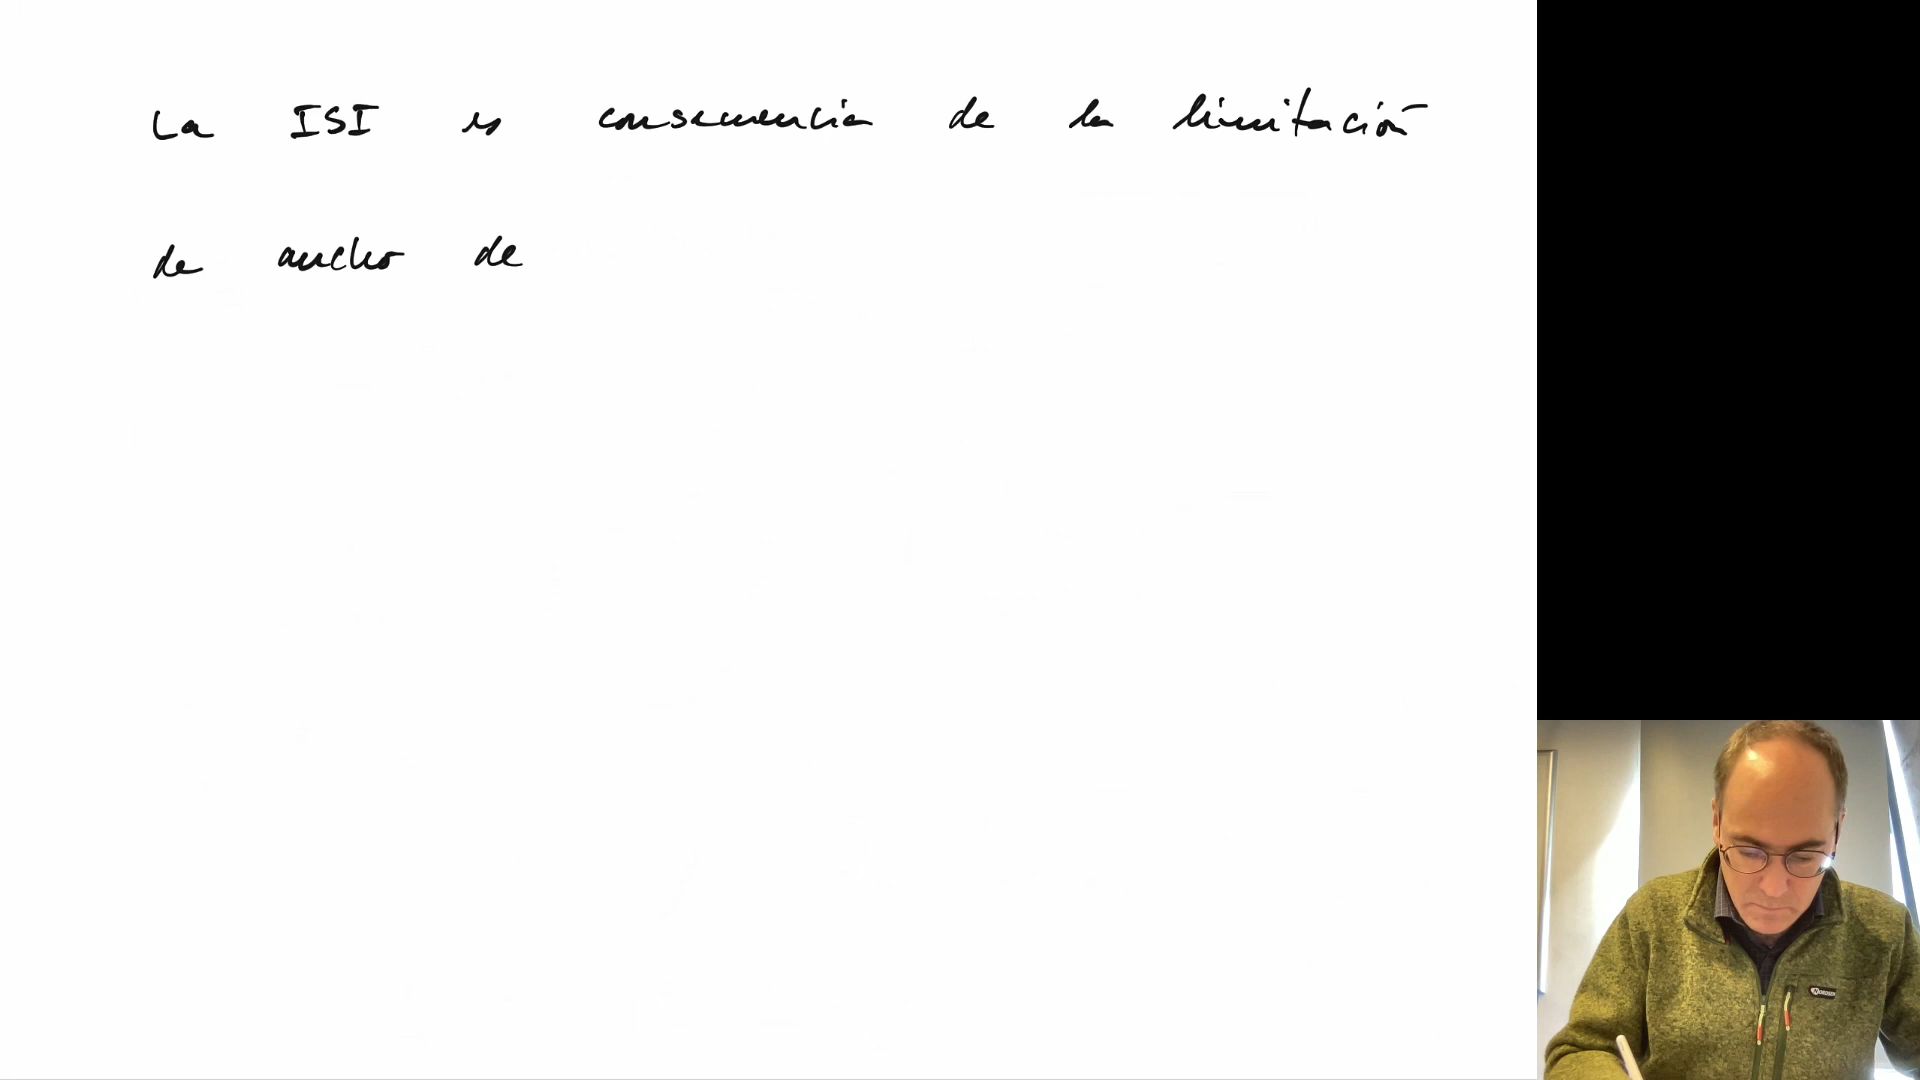 La ISI es consecuencia de la limitación
de ancho de